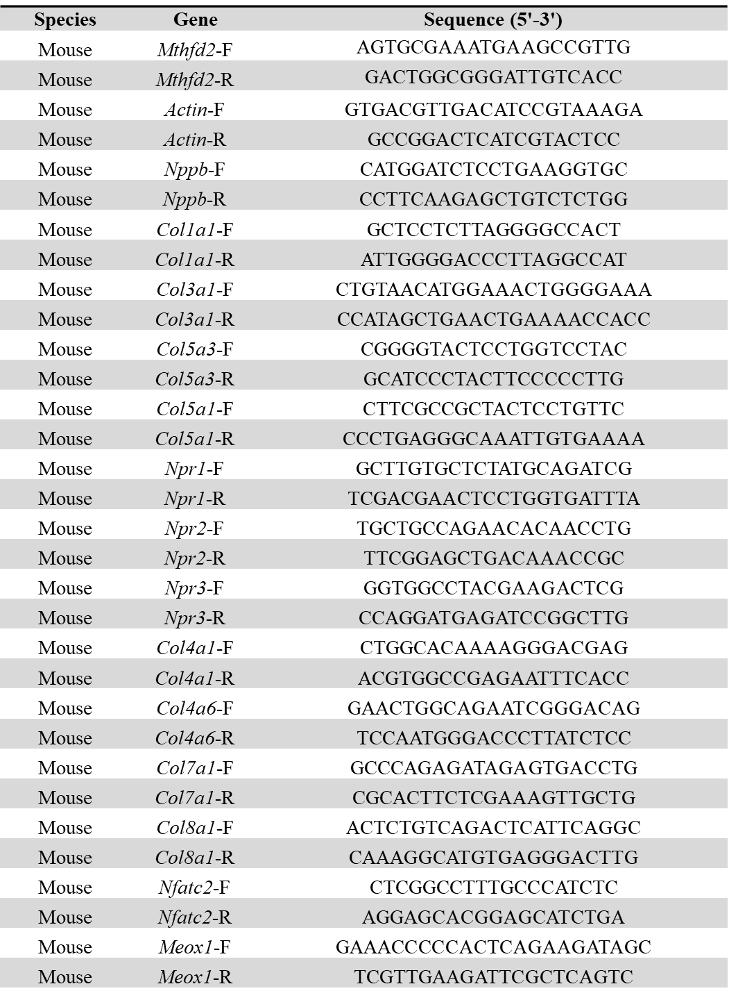 Species Gene Sequence (5'-3')
Mouse Mthfd2-F AGTGCGAAATGAAGCCGTTG
Mouse Mthfd2-R GACTGGCGGGATTGTCACC
Mouse Actin-F GTGACGTTGACATCCGTAAAGA
Mouse Actin-R GCCGGACTCATCGTACTCC
Mouse Nppb-F CATGGATCTCCTGAAGGTGC
Mouse Nppb-R CCTTCAAGAGCTGTCTCTGG
Mouse Col1a1-F GCTCCTCTTAGGGGCCACT
Mouse Col1a1-R ATTGGGGACCCTTAGGCCAT
Mouse Col3a1-F CTGTAACATGGAAACTGGGGAAA
Mouse Col3a1-R CCATAGCTGAACTGAAAACCACC
Mouse Col5a3-F CGGGGTACTCCTGGTCCTAC
Mouse Col5a3-R GCATCCCTACTTCCCCCTTG
Mouse Col5a1-F CTTCGCCGCTACTCCTGTTC
Mouse Col5a1-R CCCTGAGGGCAAATTGTGAAAA
Mouse Npr1-F GCTTGTGCTCTATGCAGATCG
Mouse Npr1-R TCGACGAACTCCTGGTGATTTA
Mouse Npr2-F TGCTGCCAGAACACAACCTG
Mouse Npr2-R TTCGGAGCTGACAAACCGC
Mouse Npr3-F GGTGGCCTACGAAGACTCG
Mouse Npr3-R CCAGGATGAGATCCGGCTTG
Mouse Col4a1-F CTGGCACAAAAGGGACGAG
Mouse Col4a1-R ACGTGGCCGAGAATTTCACC
Mouse Col4a6-F GAACTGGCAGAATCGGGACAG
Mouse Col4a6-R TCCAATGGGACCCTTATCTCC
Mouse Col7a1-F GCCCAGAGATAGAGTGACCTG
Mouse Col7a1-R CGCACTTCTCGAAAGTTGCTG
Mouse Col8a1-F ACTCTGTCAGACTCATTCAGGC
Mouse Col8a1-R CAAAGGCATGTGAGGGACTTG
Mouse Nfatc2-F CTCGGCCTTTGCCCATCTC
Mouse Nfatc2-R AGGAGCACGGAGCATCTGA
Mouse Meox1-F GAAACCCCCACTCAGAAGATAGC
Mouse Meox1-R TCGTTGAAGATTCGCTCAGTC